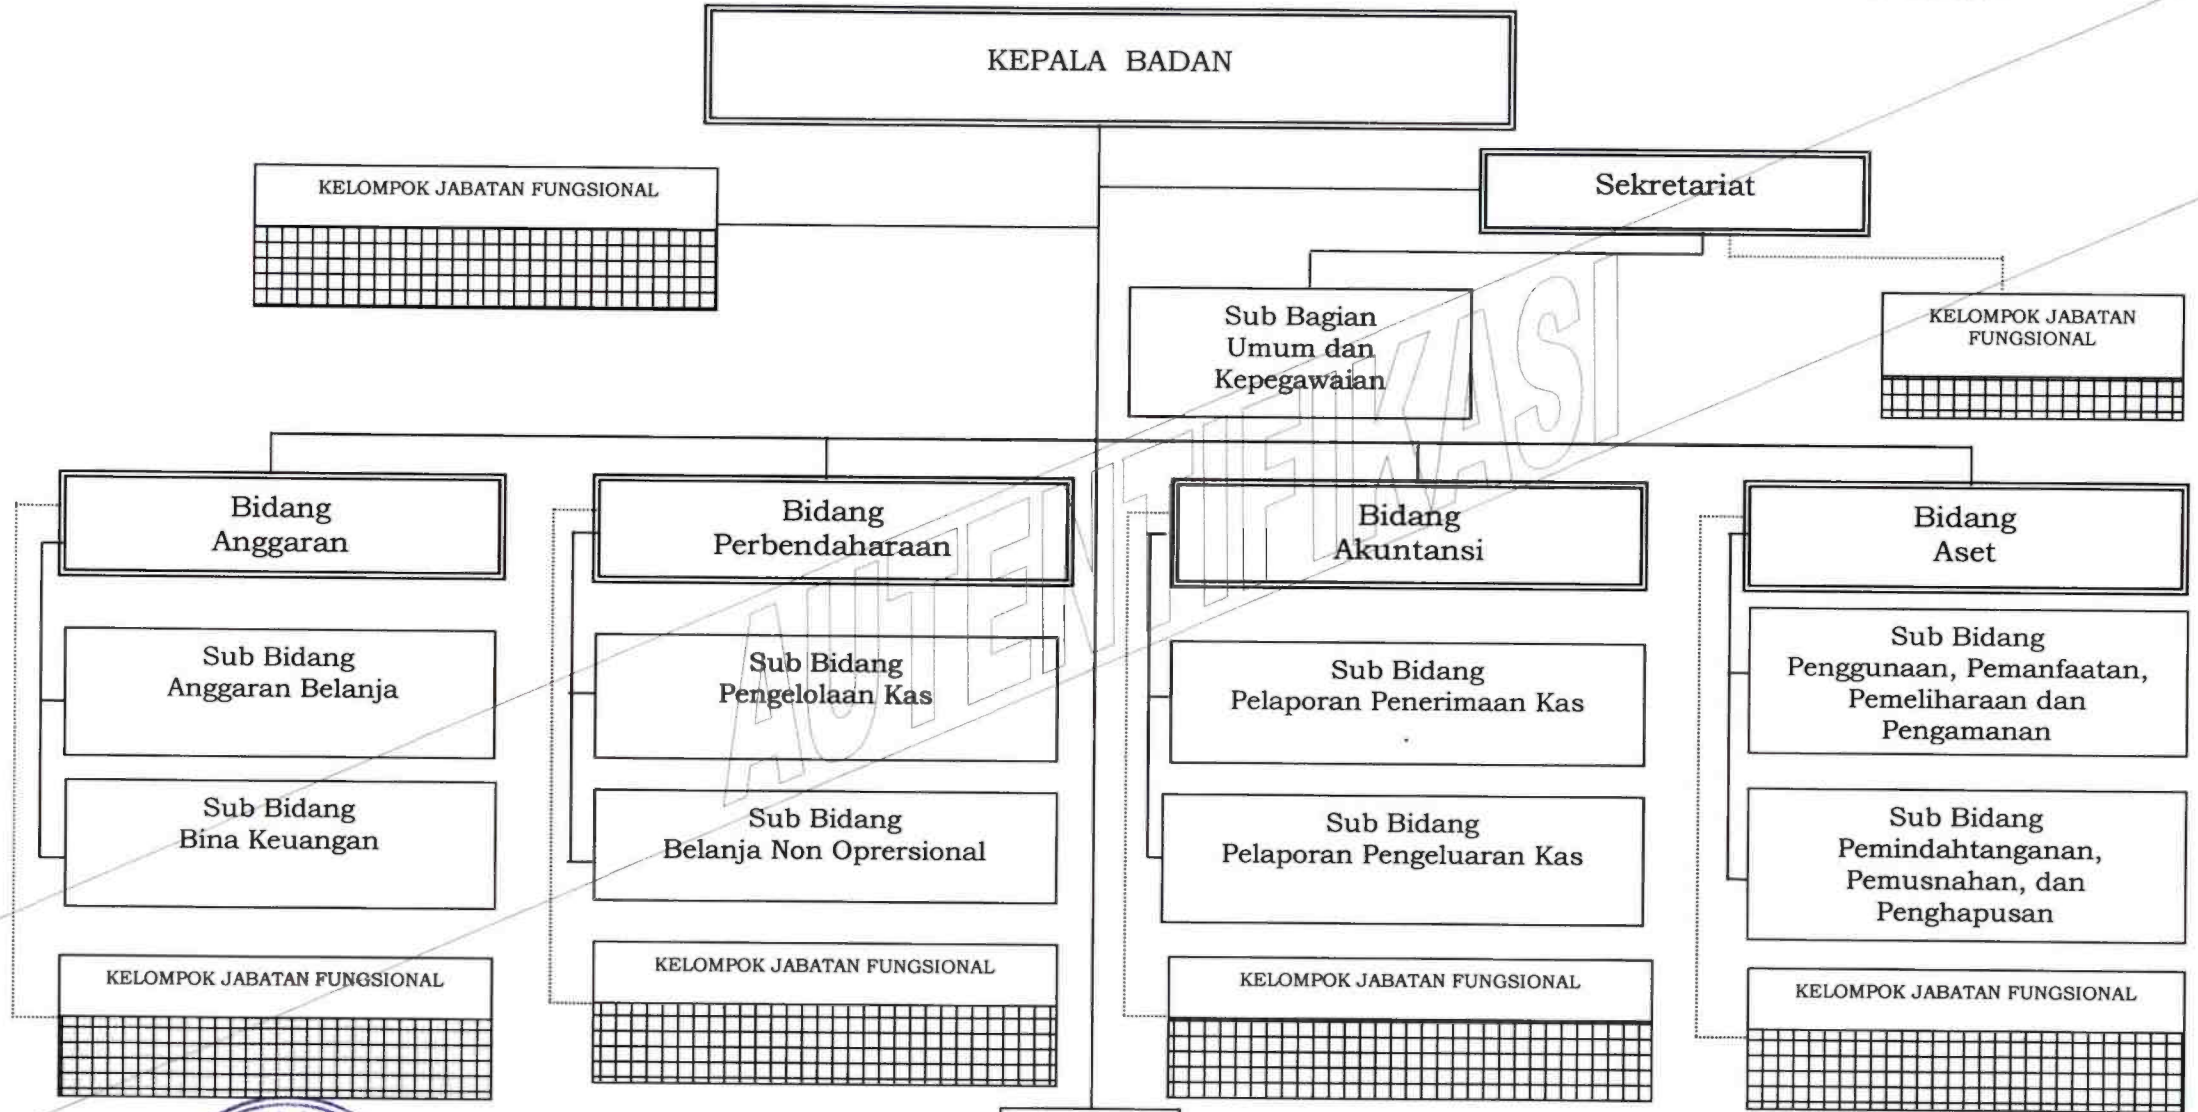 KEPALA BADAN
KELOMPOK JABATAN FUNGSIONAL
Sekretariat
Sub Bagian
Umum dan
Kepegawaian
KELOMPOK JABATAN
FUNGSIONAL
Bidang
Anggaran
Bidang
Perbendaharaan
Bidang
Akuntansi
Bidang
Aset
Sub Bidang
Anggaran Belanja
Sub Bidang
Pengelolaan Kas
Sub Bidang
Pelaporan Penerimaan Kas
Sub Bidang
Penggunaan, Pemanfaatan,
Pemeliharaan dan
Pengamanan
Sub Bidang
Bina Keuangan
Sub Bidang
Belanja Non Oprersional
Sub Bidang
Pelaporan Pengeluaran Kas
Sub Bidang
Pemindahtanganan,
Pemusnahan, dan
Penghapusan
KELOMPOK JABATAN FUNGSIONAL
KELOMPOK JABATAN FUNGSIONAL
KELOMPOK JABATAN FUNGSIONAL
KELOMPOK JABATAN FUNGSIONAL
AUTENTIFIKASI